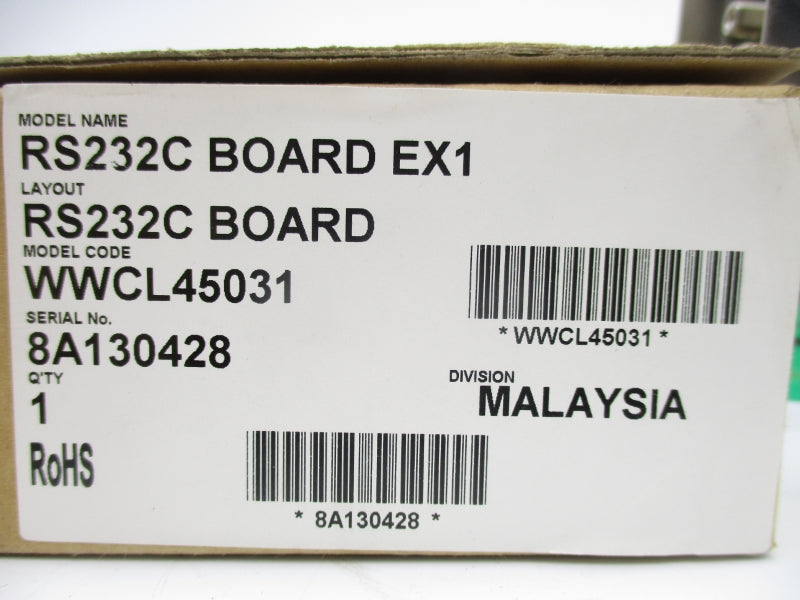 MODEL NAME
RS232C BOARD EX1
LAYOUT
RS232C BOARD
MODEL CODE
WWCL45031
*WWCL45031*
SERIAL No.
8A130428
Q'TY
1
DIVISION
MALAYSIA
RoHS
* 8A130428 *